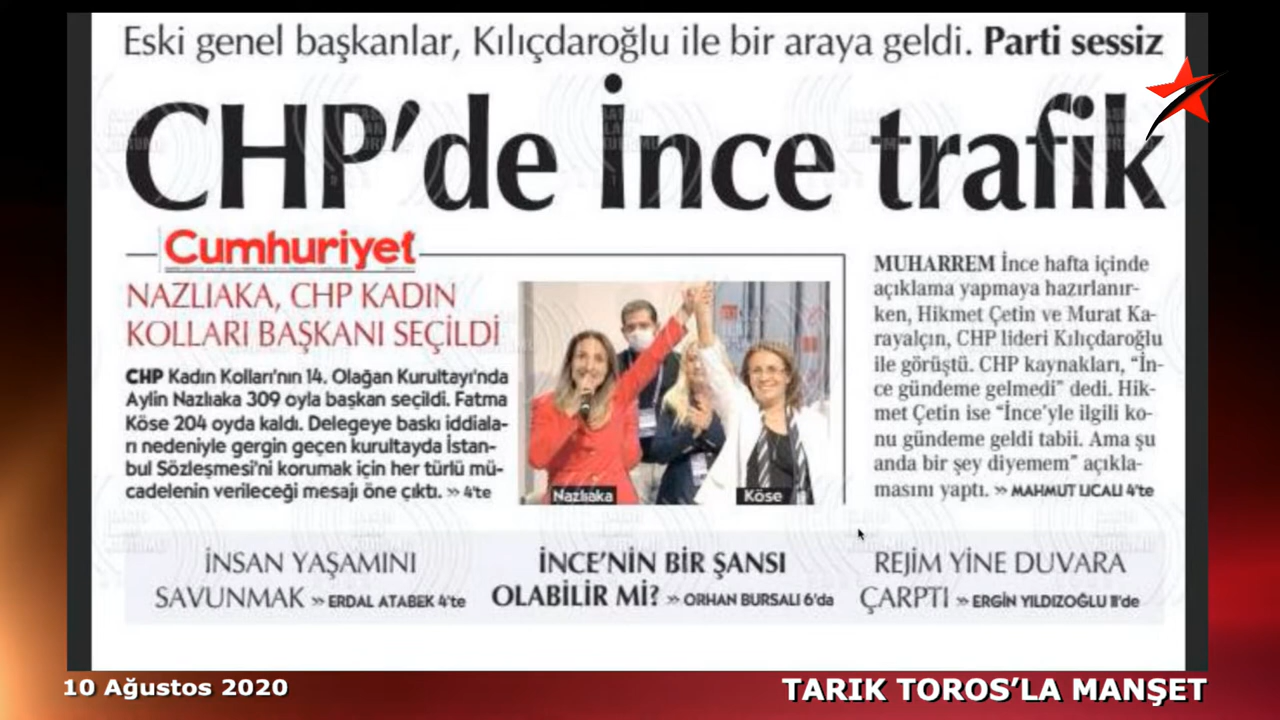 Eski genel başkanlar, Kılıçdaroğlu ile bir araya geldi. Parti sessiz
CHP'de İnce trafik
Cumhuriyet
NAZLIAKA, CHP KADIN
KOLLARI BAŞKANI SEÇİLDİ
CHP Kadın Kolları'nın 14. Olağan Kurultayı'nda
Aylin Nazlıaka 309 oyla başkan seçildi. Fatma
Köse 204 oyda kaldı. Delegeye baskı iddiala-
rı nedeniyle gergin geçen kurultayda İstan-
bul Sözleşmesi'ni korumak için her türlü mü-
cadelenin verileceği mesajı öne çıktı. » 4'te
Nazlıaka
Köse
MUHARREM İnce hafta içinde
açıklama yapmaya hazırlanır-
ken, Hikmet Çetin ve Murat Ka-
rayalçın, CHP lideri Kılıçdaroğlu
ile görüştü. CHP kaynakları, “İn-
ce gündeme gelmedi” dedi. Hik-
met Çetin ise “İnce'yle ilgili ko-
nu gündeme geldi tabii. Ama şu
anda bir şey diyemem” açıkla-
masını yaptı. » MAHMUT LICALI 4'te
İNSAN YAŞAMINI
SAVUNMAK » ERDAL ATABEK 4'te
İNCE'NİN BİR ŞANSI
OLABİLİR Mİ? » ORHAN BURSALI 6'da
REJİM YİNE DUVARA
ÇARPTI » ERGİN YILDIZOĞLU 11'de
10 Ağustos 2020
TARIK TOROS'LA MANŞET